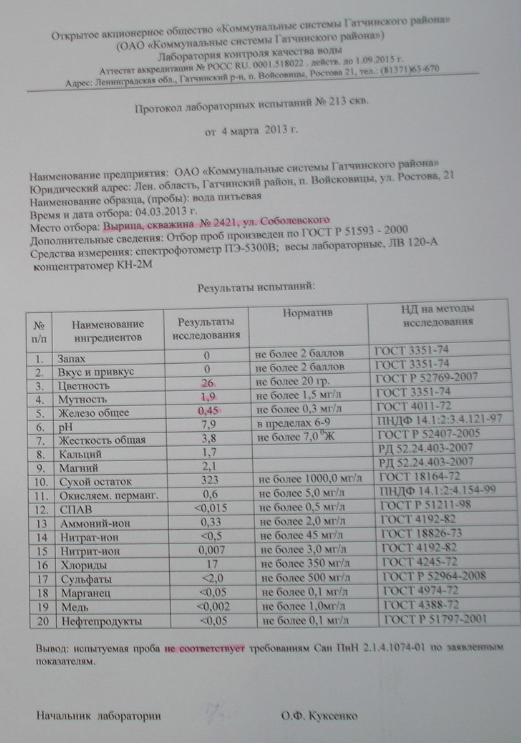 Открытое акционерное общество «Коммунальные системы Гатчинского района»
(ОАО «Коммунальные системы Гатчинского района»)
Лаборатория контроля качества воды
Аттестат аккредитации № РОСС RU. 0001.518022 . действ. до 1.09.2015 г.
Адрес: Ленинградская обл., Гатчинский р-н, п. Войсовицы, Ростова 21, тел.: (81371)63-670
Протокол лабораторных испытаний № 213 скв.
от 4 марта 2013 г.
Наименование предприятия: ОАО «Коммунальные системы Гатчинского района»
Юридический адрес: Лен. область, Гатчинский район, п. Войсковицы, ул. Ростова, 21
Наименование образца, (пробы): вода питьевая
Время и дата отбора: 04.03.2013 г.
Место отбора: Вырица, скважина № 2421, ул. Соболевского
Дополнительные сведения: Отбор проб произведен по ГОСТ Р 51593 - 2000
Средства измерения: спектрофотометр ПЭ-5300В; весы лабораторные, ЛВ 120-А
концентратомер КН-2М
Результаты испытаний:
№ п/п Наименование ингредиентов Результаты исследования Норматив НД на методы исследования
1. Запах 0 не более 2 баллов ГОСТ 3351-74
2. Вкус и привкус 0 не более 2 баллов ГОСТ 3351-74
3. Цветность 26 не более 20 гр. ГОСТ Р 52769-2007
4. Мутность 1,9 не более 1,5 мг/л ГОСТ 3351-74
5. Железо общее 0,45 не более 0,3 мг/л ГОСТ 4011-72
6. pH 7,9 в пределах 6-9 ПНДФ 14.1:2:3.4.121-97
7. Жесткость общая 3,8 не более 7,0 ⁰Ж ГОСТ Р 52407-2005
8. Кальций 1,7 РД 52.24.403-2007
9. Магний 2,1 РД 52.24.403-2007
10. Сухой остаток 323 не более 1000,0 мг/л ГОСТ 18164-72
11. Окисляем. перманг. 0,6 не более 5,0 мг/л ПНДФ 14.1:2:4.154-99
12. СПАВ <0,015 не более 0,5 мг/л ГОСТ Р 51211-98
13 Аммоний-ион 0,33 не более 2,0 мг/л ГОСТ 4192-82
14 Нитрат-ион <0,5 не более 45 мг/л ГОСТ 18826-73
15 Нитрит-ион 0,007 не более 3,0 мг/л ГОСТ 4192-82
16 Хлориды 17 не более 350 мг/л ГОСТ 4245-72
17 Сульфаты <2,0 не более 500 мг/л ГОСТ Р 52964-2008
18 Марганец <0,05 не более 0,1 мг/л ГОСТ 4974-72
19 Медь <0,002 не более 1,0мг/л ГОСТ 4388-72
20 Нефтепродукты <0,05 не более 0,1 мг/л ГОСТ Р 51797-2001
Вывод: испытуемая проба не соответствует требованиям Сан ПиН 2.1.4.1074-01 по заявленным
показателям.
Начальник лаборатории О.Ф. Куксенко